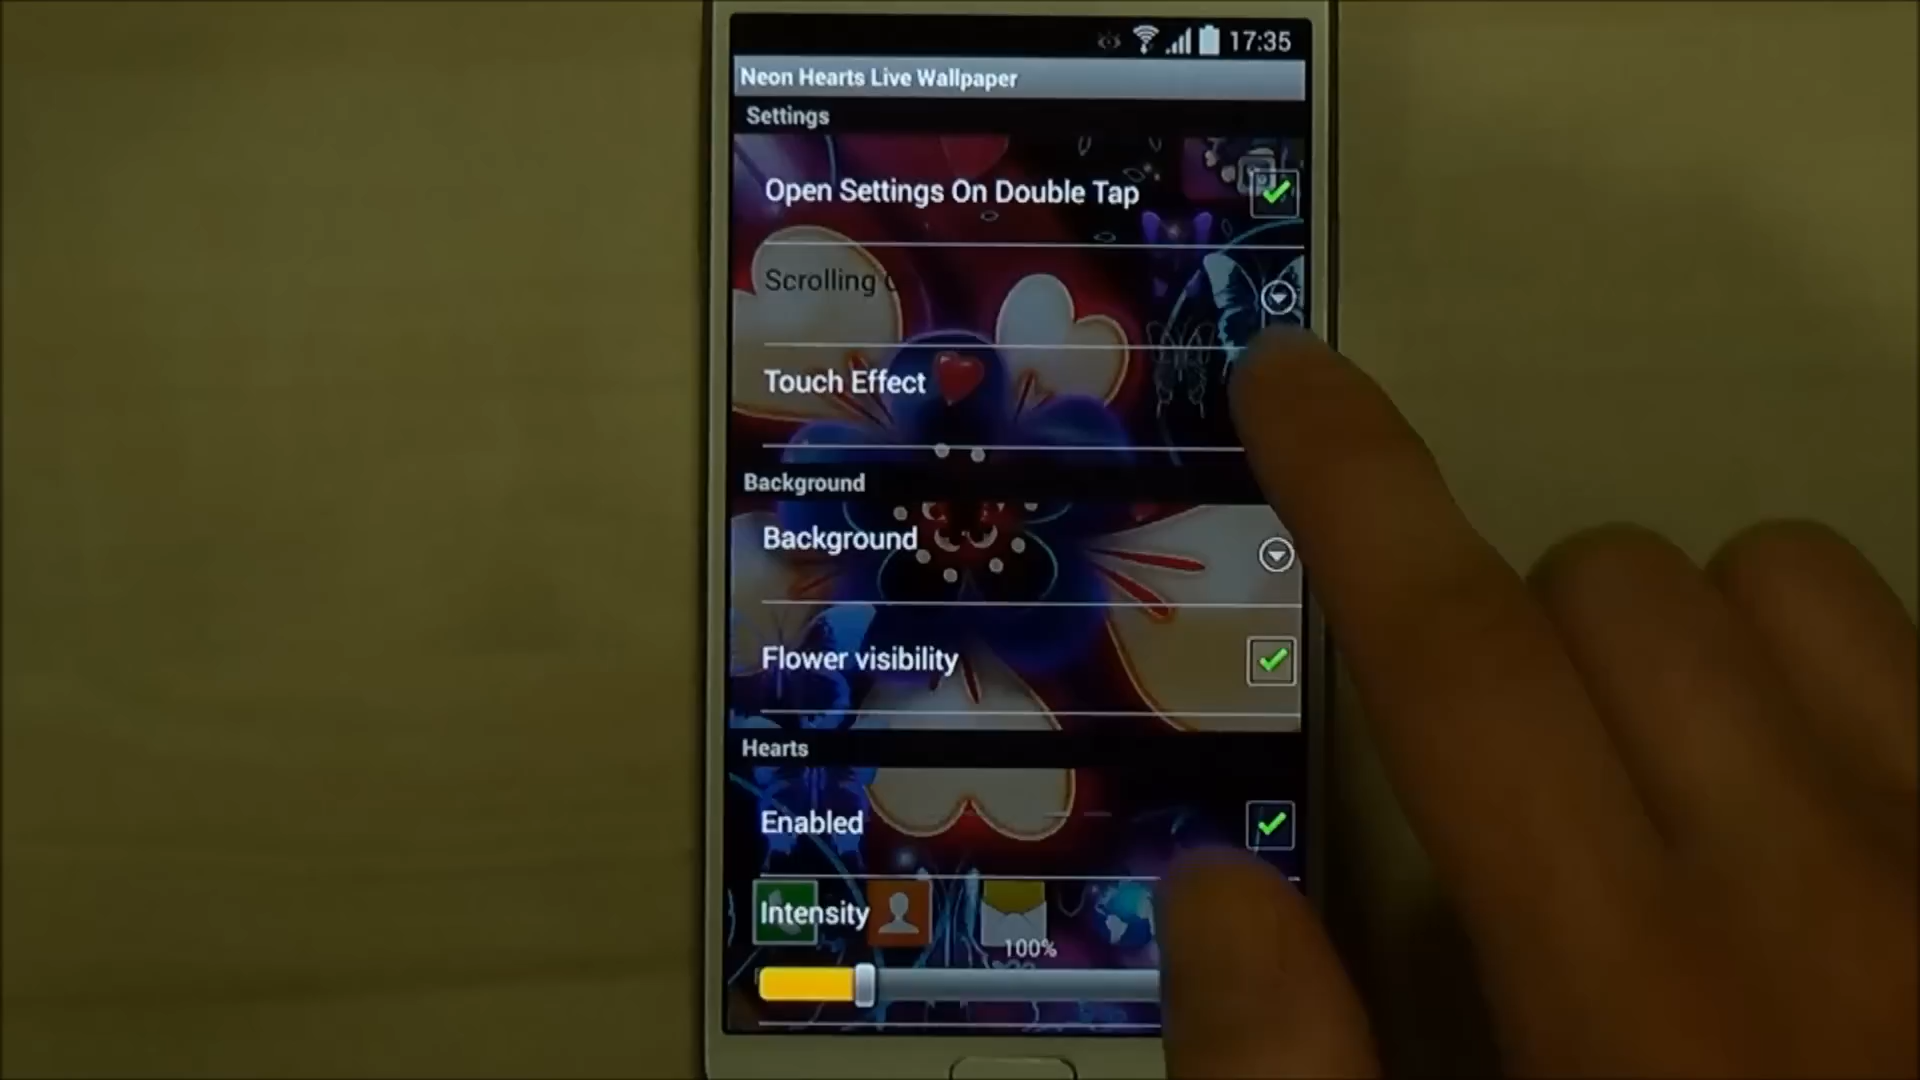 17:35
Neon Hearts Live Wallpaper
Settings
Open Settings On Double Tap
Scrolling
Touch Effect
Background
Background
Flower visibility
Hearts
Enabled
Intensity
100%